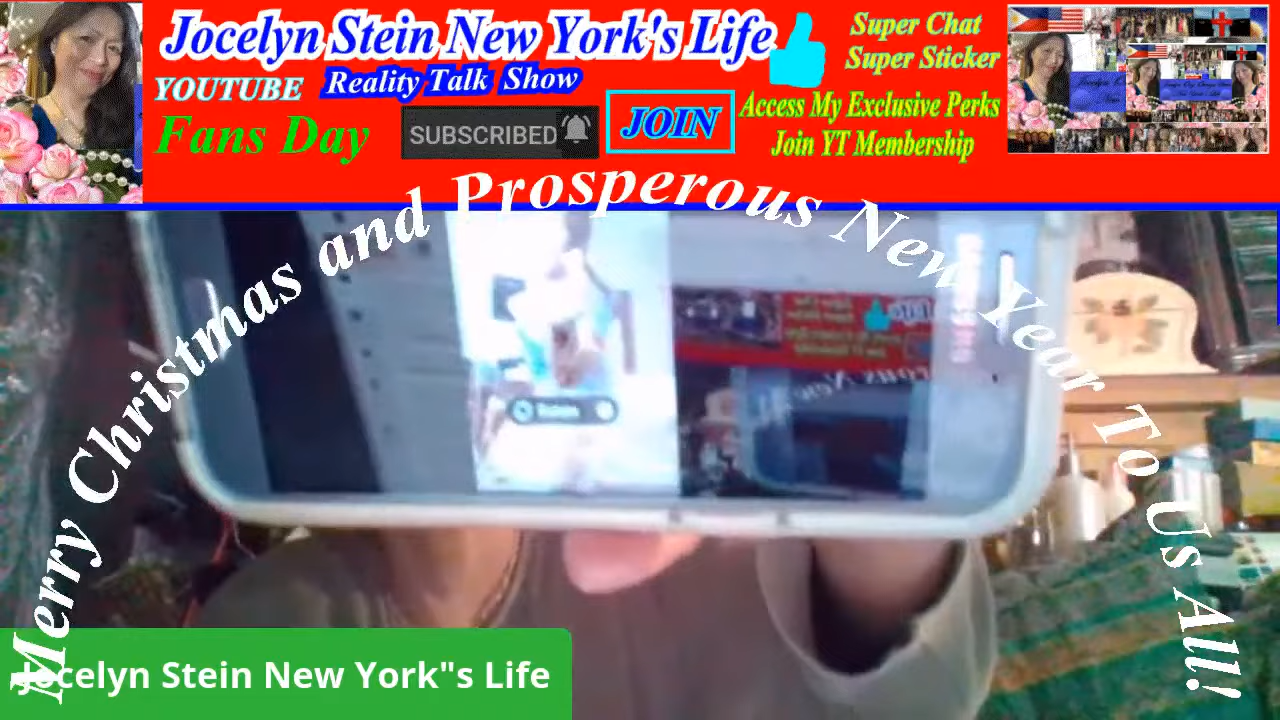 Jocelyn Stein New York's Life
YOUTUBE Reality Talk Show
Fans Day
SUBSCRIBED
JOIN
Super Chat
Super Sticker
Access My Exclusive Perks
Join YT Membership
Merry Christmas and Prosperous New Year To Us All!
Jocelyn Stein New York"s Life